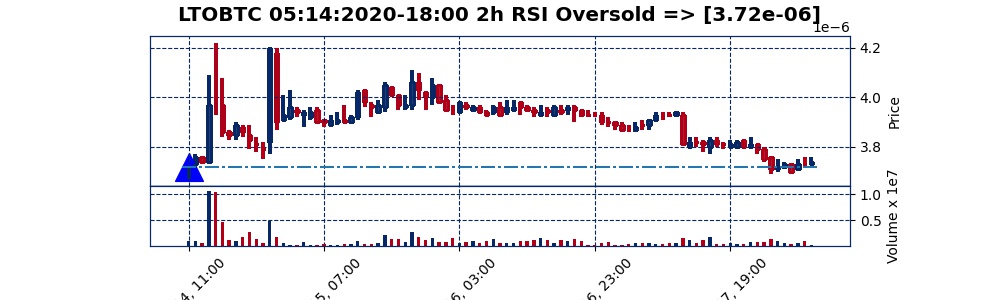 LTOBTC 05:14:2020-18:00 2h RSI Oversold => [3.72e-06]
1e−6
4.2
4.0
3.8
Price
1.0
0.5
Volume x 1e7
4, 11:00
5, 07:00
6, 03:00
6, 23:00
7, 19:00